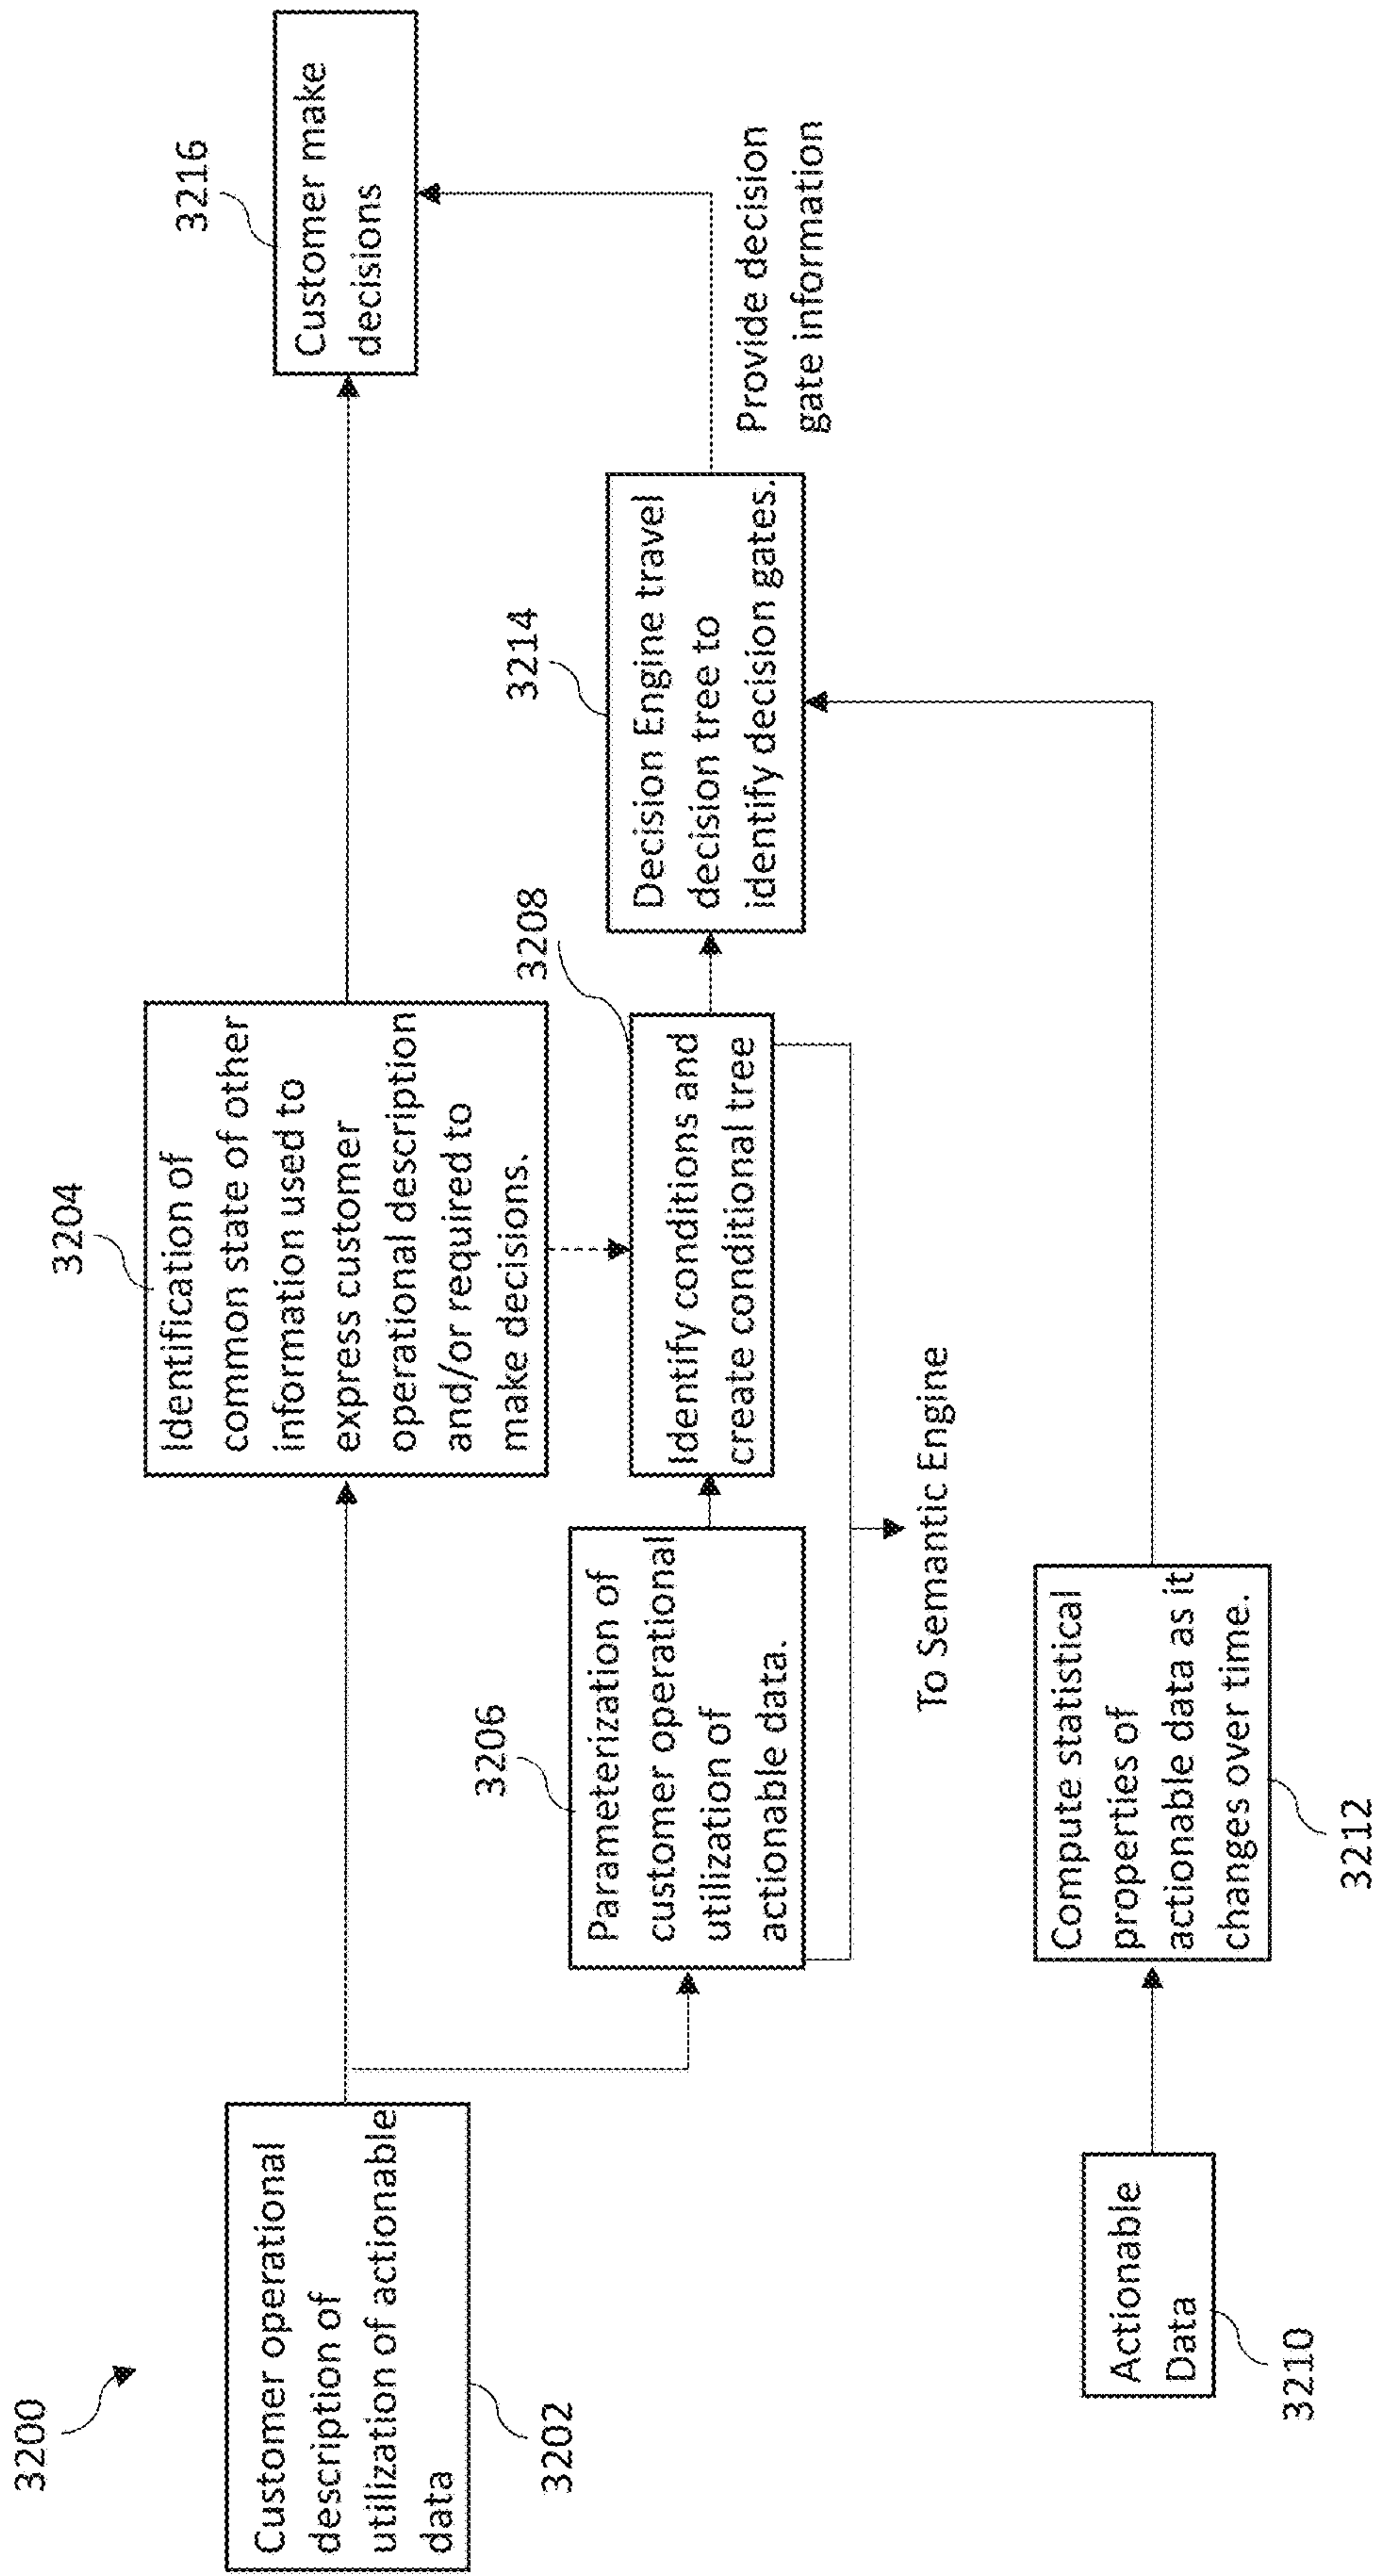 3200
Customer operational
description of
utilization of actionable
data
3202
3204
Identification of
common state of other
information used to
express customer
operational description
and/or required to
make decisions.
3216
Customer make
decisions
3206
Parameterization of
customer operational
utilization of
actionable data.
3208
Identify conditions and
create conditional tree
3214
Decision Engine travel
decision tree to
identify decision gates.
Provide decision
gate information
To Semantic Engine
Actionable
Data
3210
Compute statistical
properties of
actionable data as it
changes over time.
3212